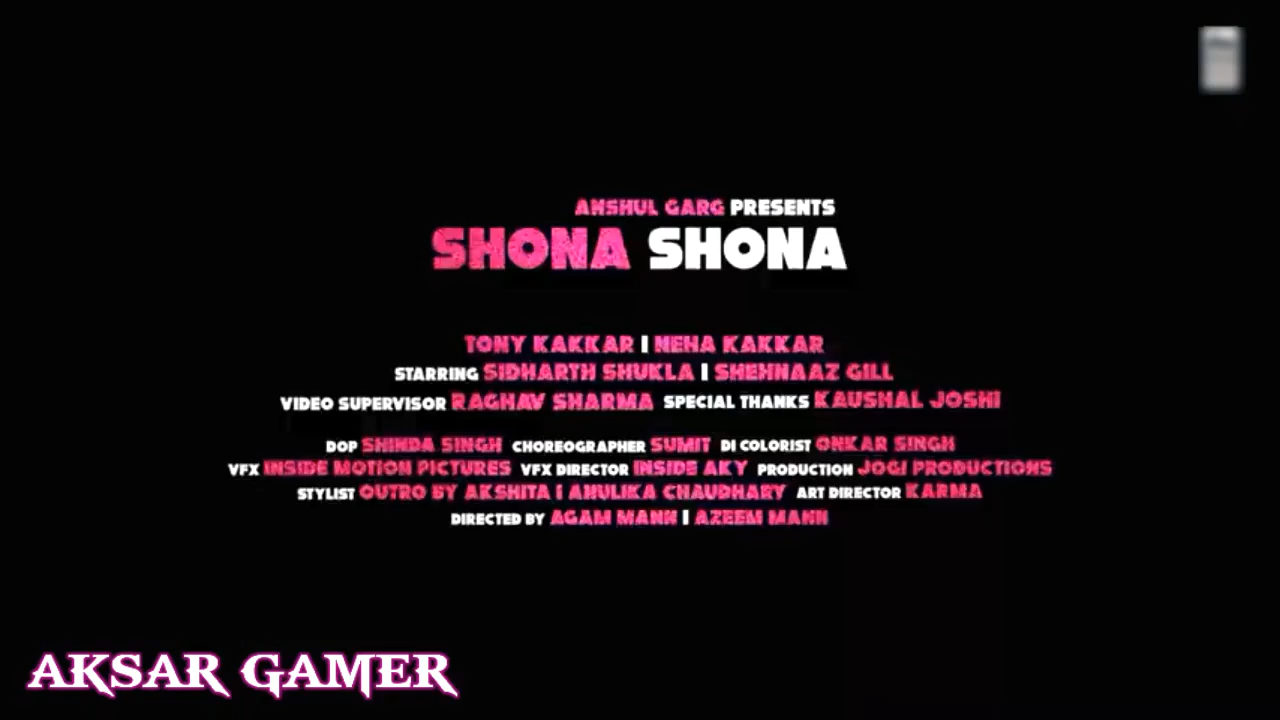 ANSHUL GARG PRESENTS
SHONA SHONA
TONY KAKKAR | NEHA KAKKAR
STARRING SIDHARTH SHUKLA | SHEHNAAZ GILL
VIDEO SUPERVISOR RAGHAV SHARMA SPECIAL THANKS KAUSHAL JOSHI
DOP SHINDA SINGH CHOREOGRAPHER SUMIT DI COLORIST ONKAR SINGH
VFX INSIDE MOTION PICTURES VFX DIRECTOR INSIDE AKY PRODUCTION JOGI PRODUCTIONS
STYLIST OUTRO BY AKSHITA | ANULIKA CHAUDHARY ART DIRECTOR KARMA
DIRECTED BY AGAM MANN | AZEEM MANN
AKSAR GAMER